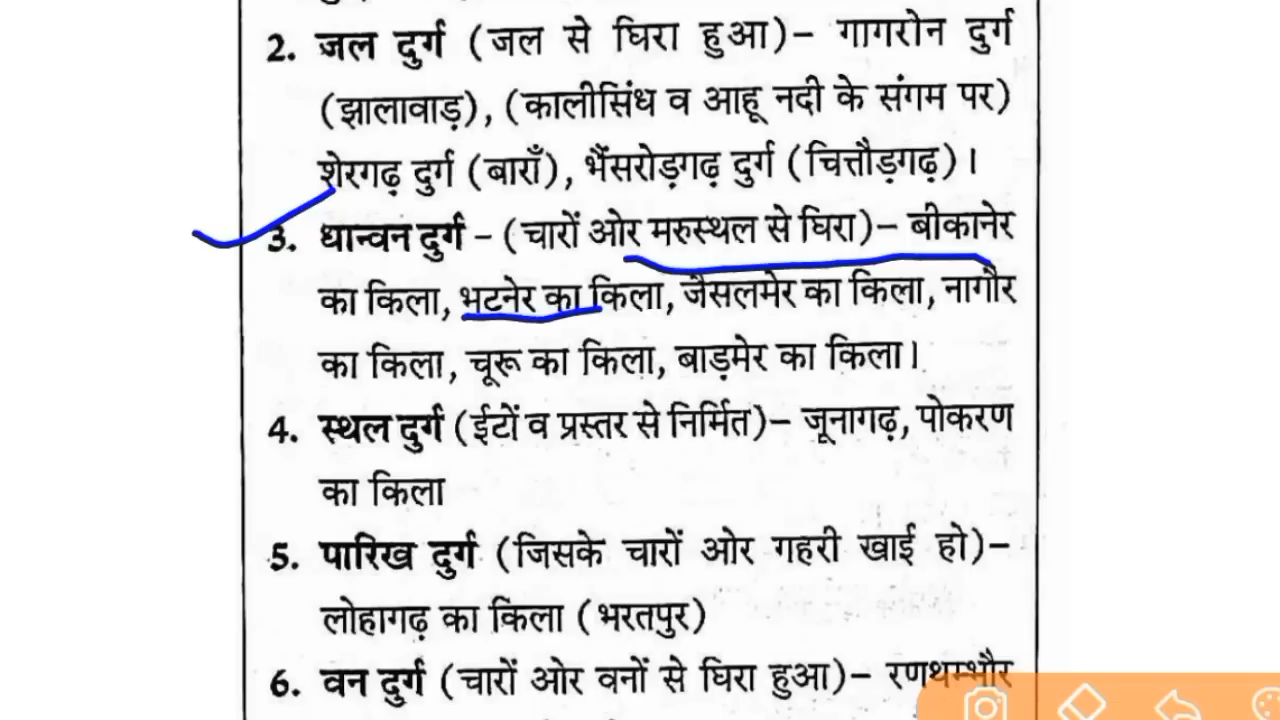 2. जल दुर्ग (जल से घिरा हुआ)– गागरोन दुर्ग
(झालावाड़), (कालीसिंध व आहू नदी के संगम पर)
शेरगढ़ दुर्ग (बाराँ), भैंसरोड़गढ़ दुर्ग (चित्तौड़गढ़)।
3. धान्वन दुर्ग – (चारों ओर मरुस्थल से घिरा)– बीकानेर
का किला, भटनेर का किला, जैसलमेर का किला, नागौर
का किला, चूरू का किला, बाड़मेर का किला।
4. स्थल दुर्ग (ईटों व प्रस्तर से निर्मित)– जूनागढ़, पोकरण
का किला
5. पारिख दुर्ग (जिसके चारों ओर गहरी खाई हो)–
लोहागढ़ का किला (भरतपुर)
6. वन दुर्ग (चारों ओर वनों से घिरा हुआ)– रणथम्भौर